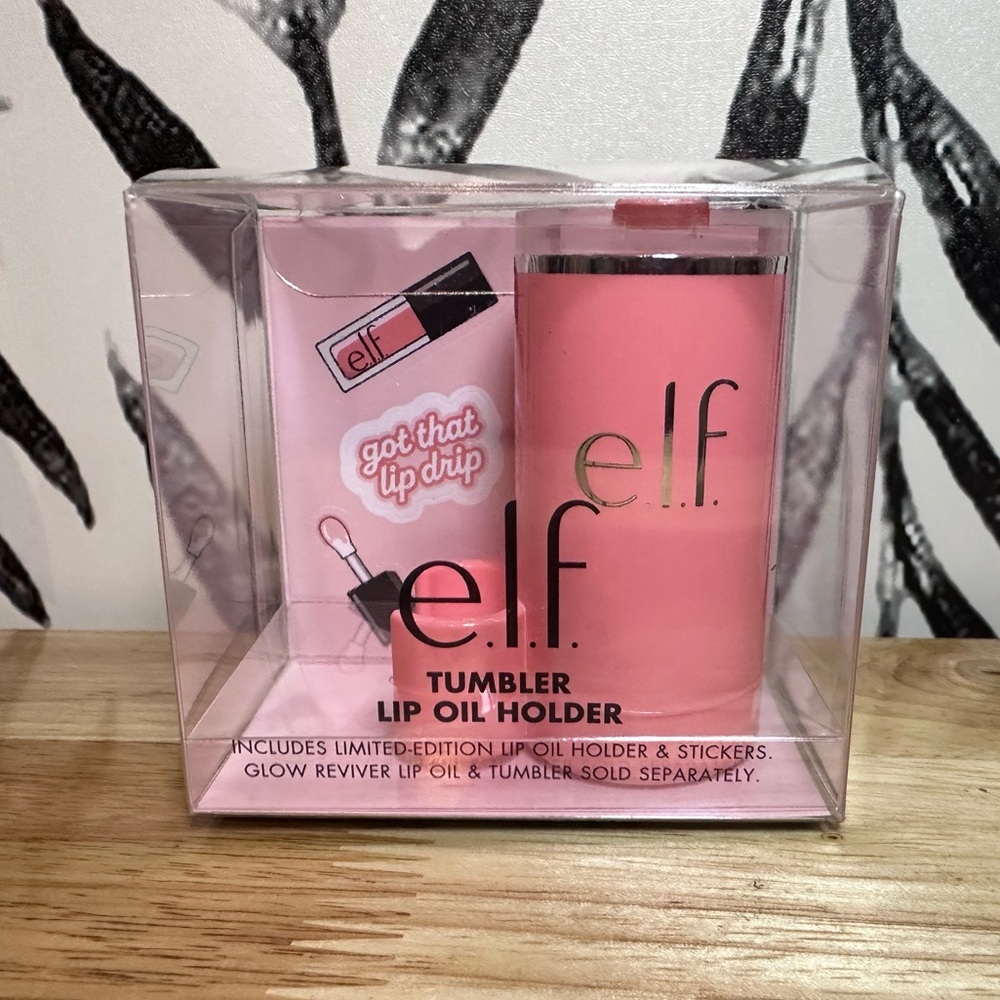 e.l.f.
got that
lip drip
e.l.f.
e.l.f.
TUMBLER
LIP OIL HOLDER
INCLUDES LIMITED-EDITION LIP OIL HOLDER & STICKERS.
GLOW REVIVER LIP OIL & TUMBLER SOLD SEPARATELY.